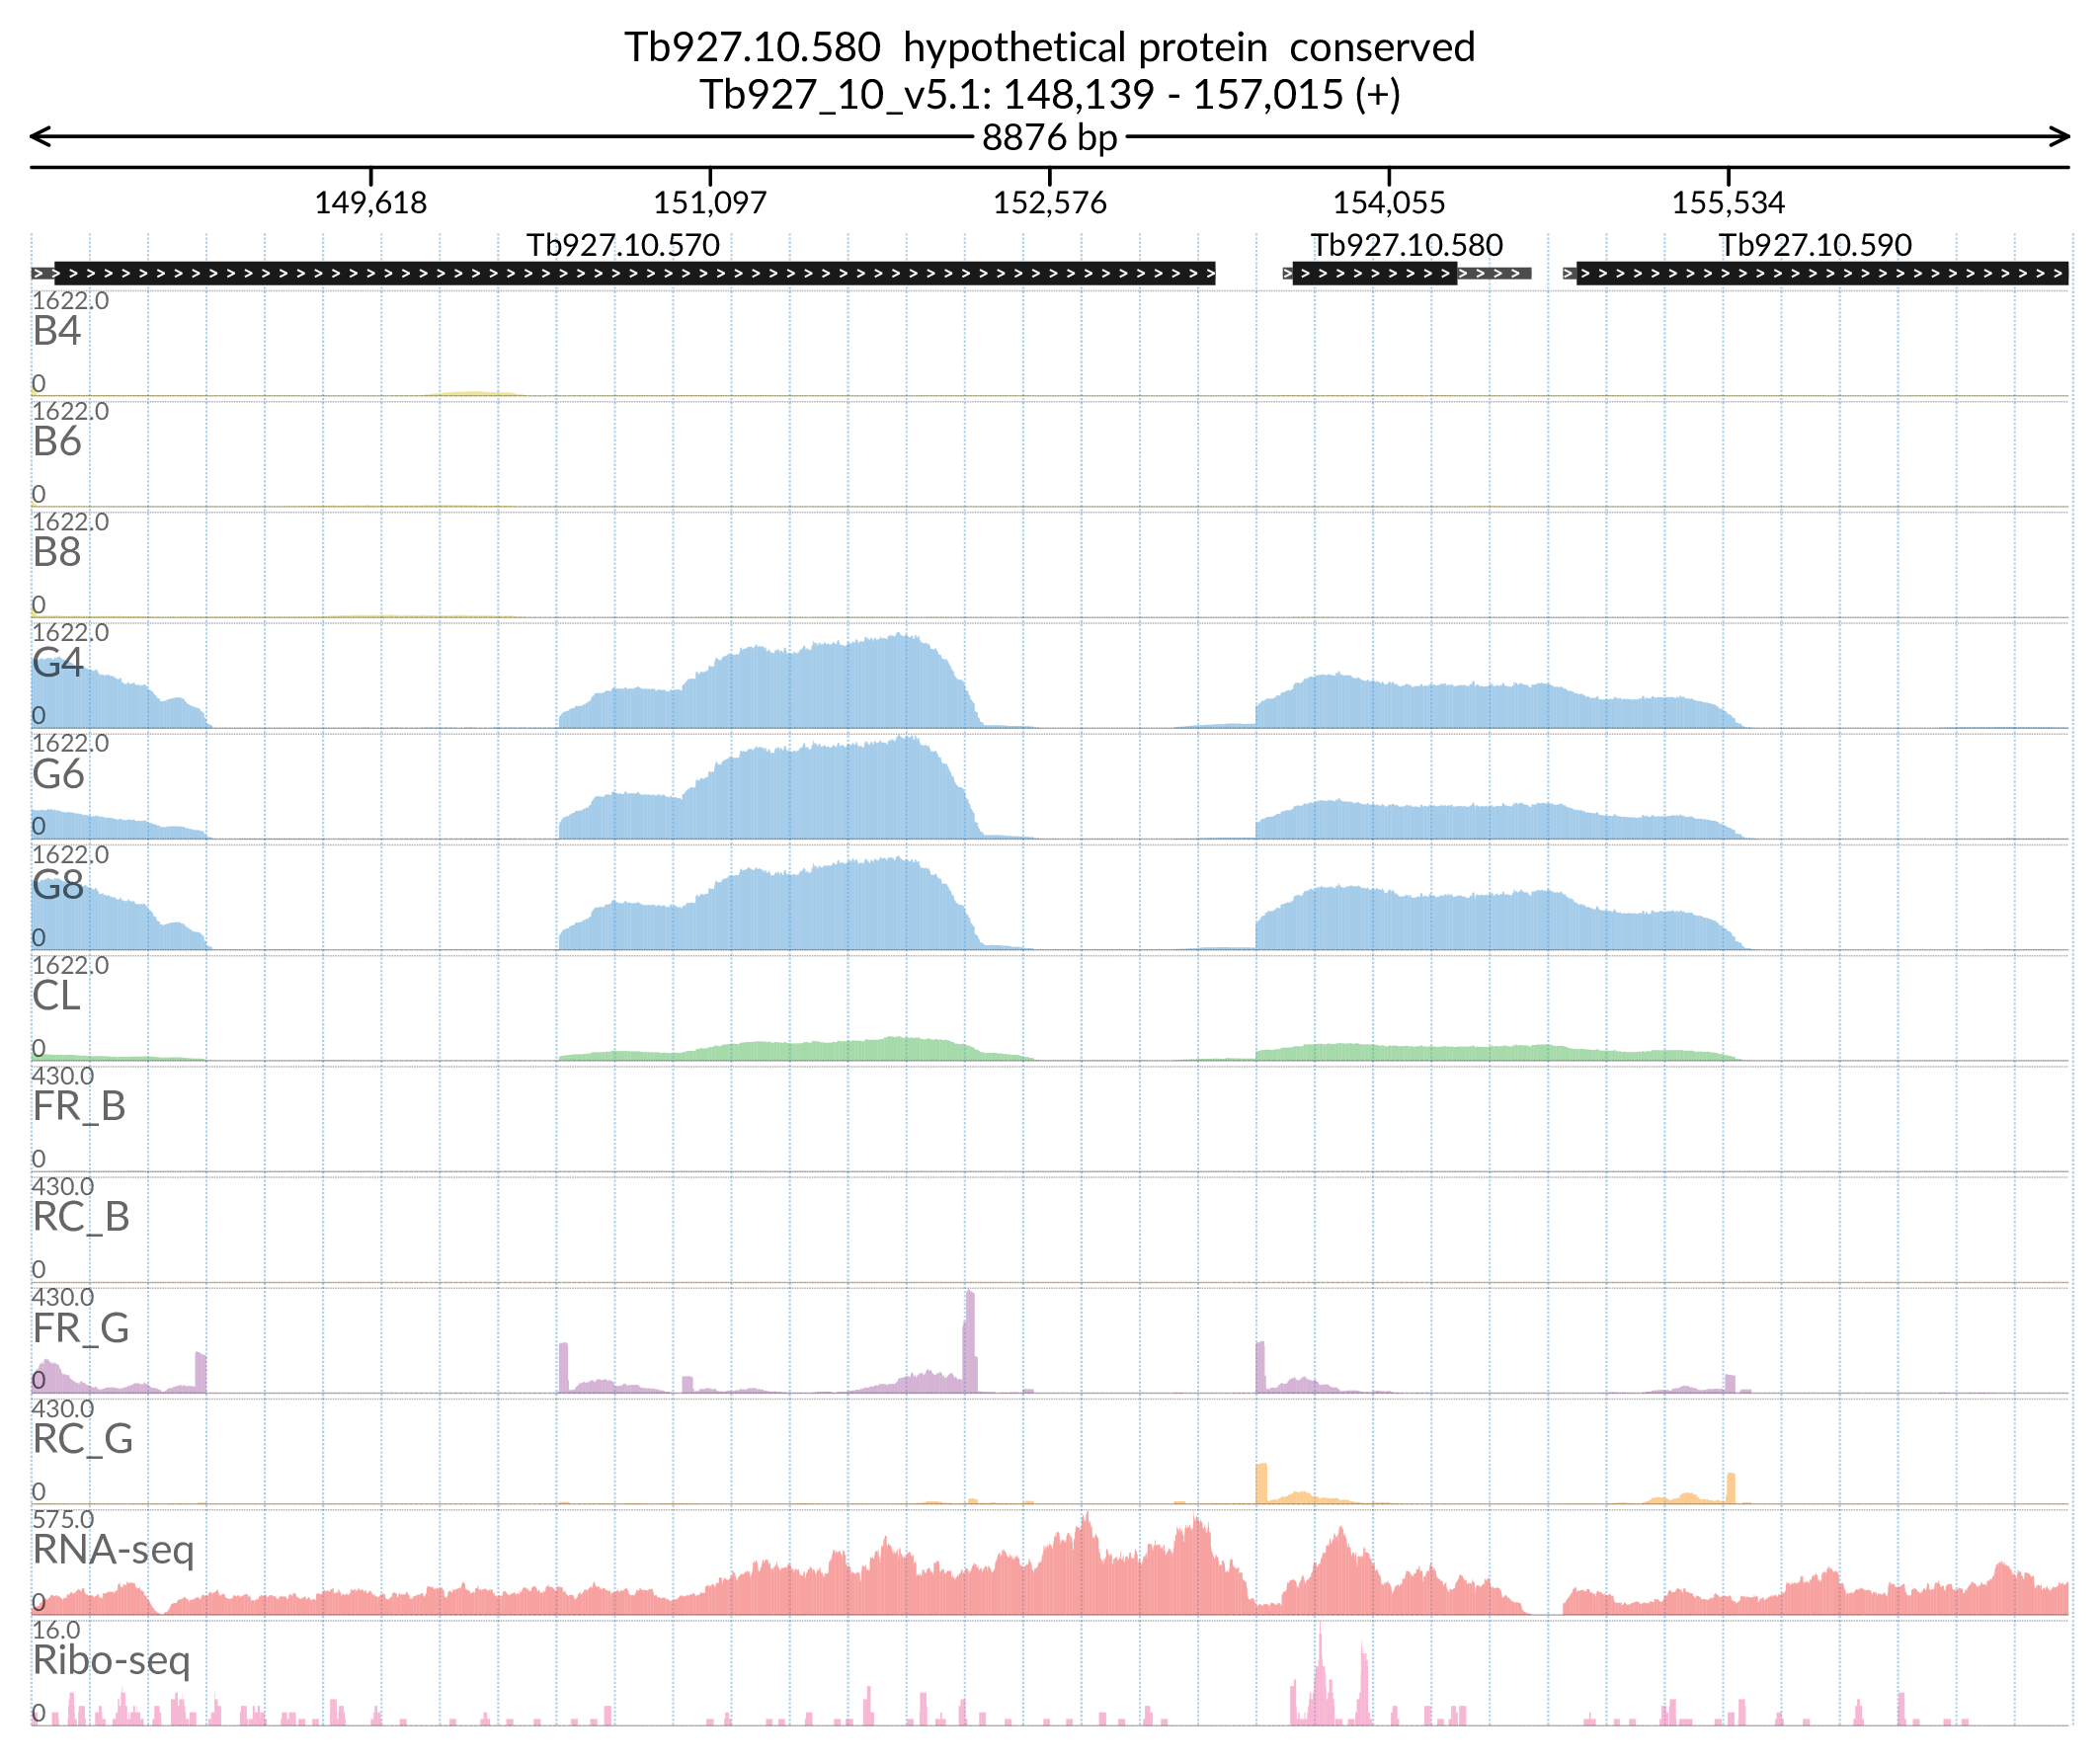 Tb927.10.580 hypothetical protein conserved
Tb927_10_v5.1: 148,139 - 157,015 (+)
8876 bp
149,618 151,097 152,576 154,055 155,534
Tb927.10.570 Tb927.10.580 Tb927.10.590
1622.0
B4
0
1622.0
B6
0
1622.0
B8
0
1622.0
G4
0
1622.0
G6
0
1622.0
G8
0
1622.0
CL
0
430.0
FR_B
0
430.0
RC_B
0
430.0
FR_G
0
430.0
RC_G
0
575.0
RNA-seq
0
16.0
Ribo-seq
0